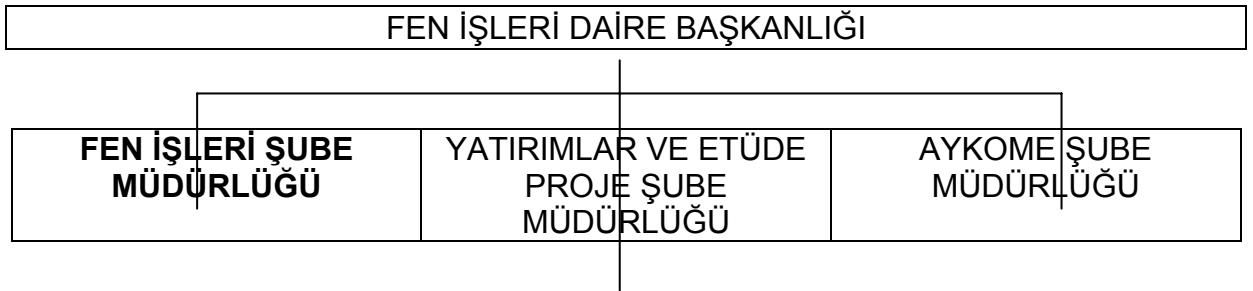 FEN İŞLERİ DAİRE BAŞKANLIĞI
FEN İŞLERİ ŞUBE
MÜDÜRLÜĞÜ
YATIRIMLAR VE ETÜDE
PROJE ŞUBE
MÜDÜRLÜĞÜ
AYKOME ŞUBE
MÜDÜRLÜĞÜ